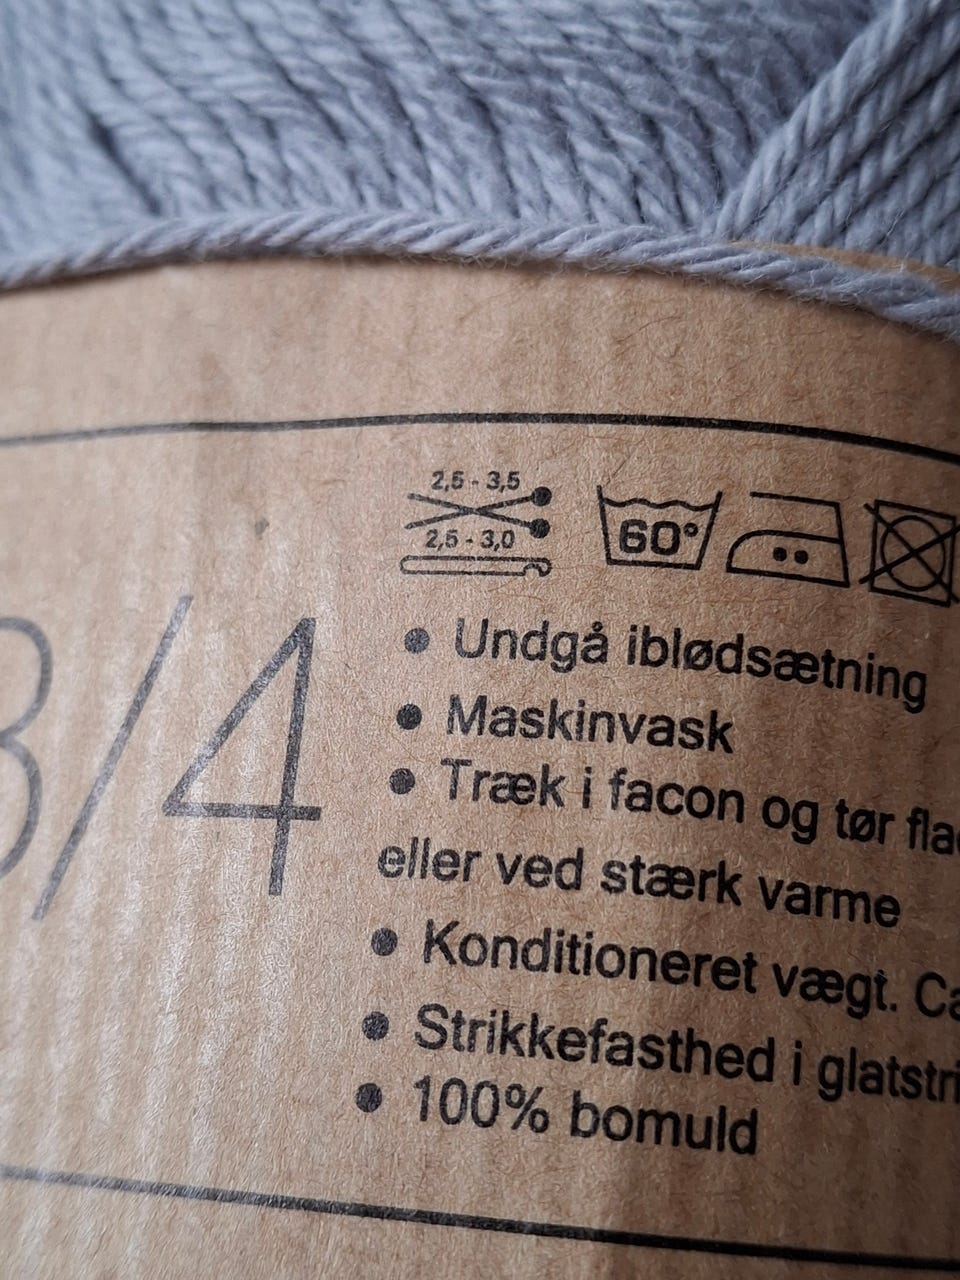 2,5 - 3,5
2,5 - 3,0
60°
3/4
• Undgå iblødsætning
• Maskinvask
• Træk i facon og tør
eller ved stærk varme
• Konditioneret vægt.
• Strikkefasthed i
• 100% bomuld